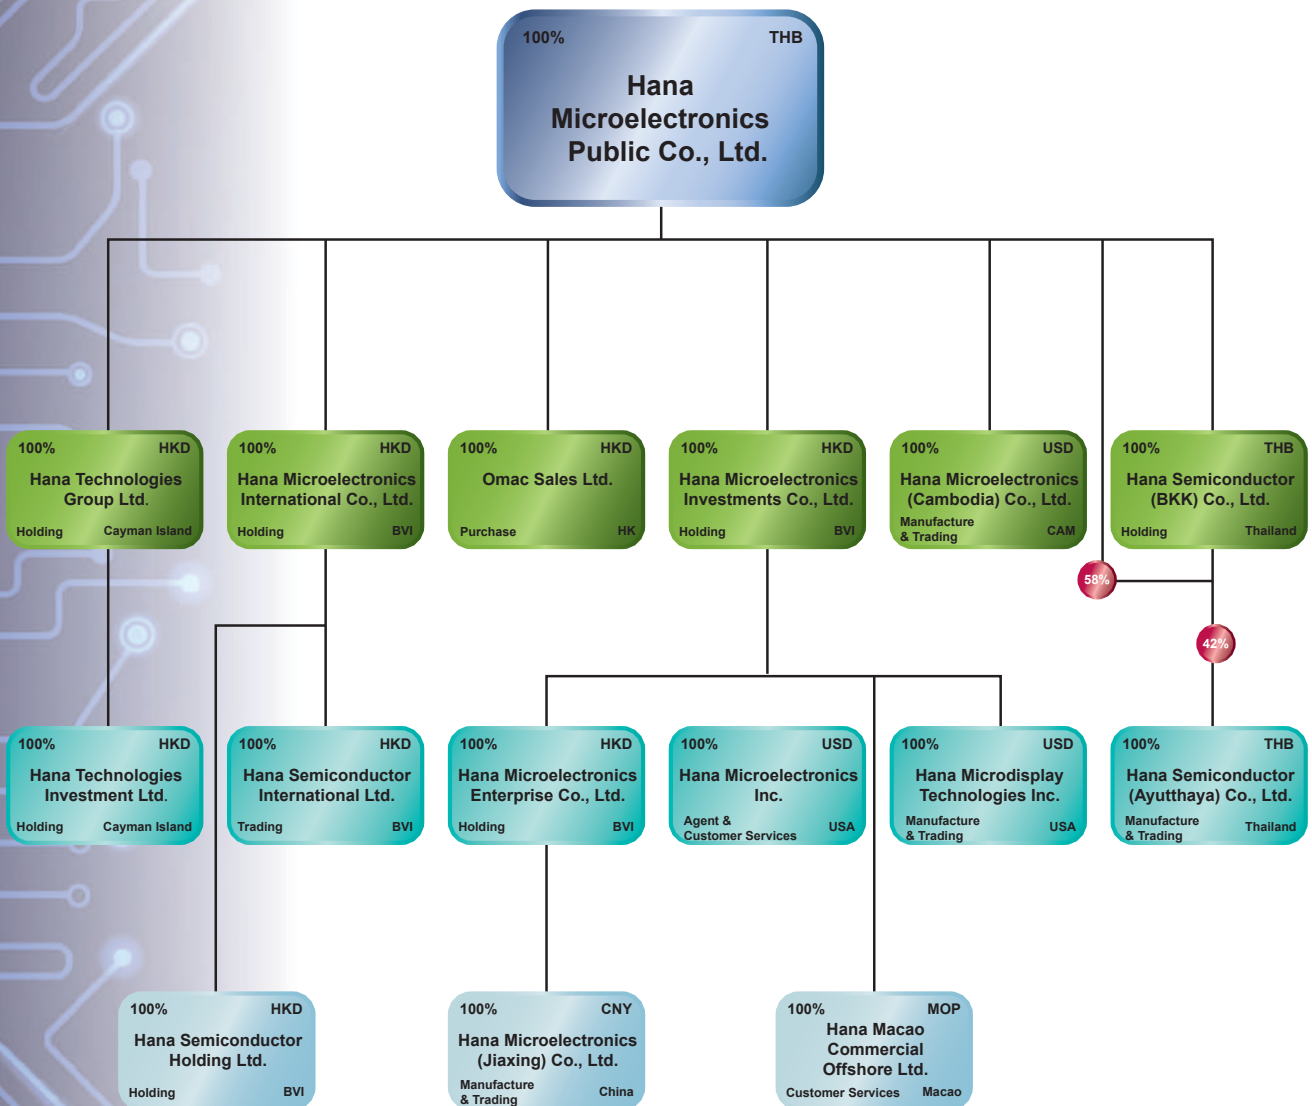 100% THB
Hana
Microelectronics
Public Co., Ltd.
100% HKD
Hana Technologies
Group Ltd.
Holding Cayman Island
100% HKD
Hana Microelectronics
International Co., Ltd.
Holding BVI
100% HKD
Omac Sales Ltd.
Purchase HK
100% HKD
Hana Microelectronics
Investments Co., Ltd.
Holding BVI
100% USD
Hana Microelectronics
(Cambodia) Co., Ltd.
Manufacture
& Trading CAM
100% THB
Hana Semiconductor
(BKK) Co., Ltd.
Holding Thailand
58%
42%
100% HKD
Hana Technologies
Investment Ltd.
Holding Cayman Island
100% HKD
Hana Semiconductor
International Ltd.
Trading BVI
100% HKD
Hana Microelectronics
Enterprise Co., Ltd.
Holding BVI
100% USD
Hana Microelectronics
Inc.
Agent &
Customer Services USA
100% USD
Hana Microdisplay
Technologies Inc.
Manufacture
& Trading USA
100% THB
Hana Semiconductor
(Ayutthaya) Co., Ltd.
Manufacture
& Trading Thailand
100% HKD
Hana Semiconductor
Holding Ltd.
Holding BVI
100% CNY
Hana Microelectronics
(Jiaxing) Co., Ltd.
Manufacture
& Trading China
100% MOP
Hana Macao
Commercial
Offshore Ltd.
Customer Services Macao